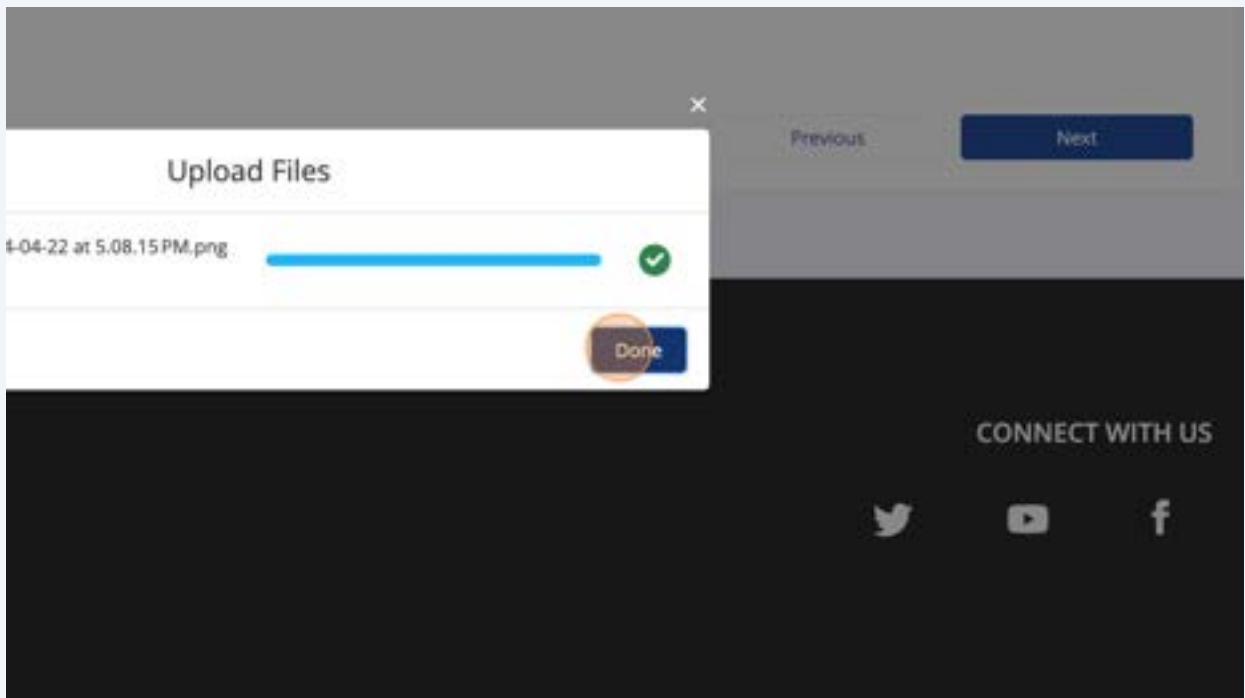 Previous
Next
Upload Files
4-04-22 at 5.08.15 PM.png
Done
CONNECT WITH US